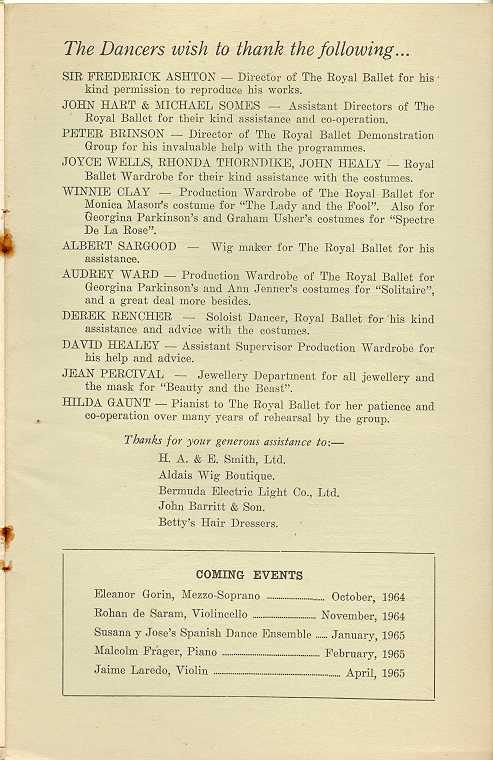 The Dancers wish to thank the following...
SIR FREDERICK ASHTON — Director of The Royal Ballet for his
kind permission to reproduce his works.
JOHN HART & MICHAEL SOMES — Assistant Directors of The
Royal Ballet for their kind assistance and co-operation.
PETER BRINSON — Director of The Royal Ballet Demonstration
Group for his invaluable help with the programmes.
JOYCE WELLS, RHONDA THORNDIKE, JOHN HEALY — Royal
Ballet Wardrobe for their kind assistance with the costumes.
WINNIE CLAY — Production Wardrobe of The Royal Ballet for
Monica Mason's costume for "The Lady and the Fool". Also for
Georgina Parkinson's and Graham Usher's costumes for "Spectre
De La Rose".
ALBERT SARGOOD — Wig maker for The Royal Ballet for his
assistance.
AUDREY WARD — Production Wardrobe of The Royal Ballet for
Georgina Parkinson's and Ann Jenner's costumes for "Solitaire",
and a great deal more besides.
DEREK RENCHER — Soloist Dancer, Royal Ballet for his kind
assistance and advice with the costumes.
DAVID HEALEY — Assistant Supervisor Production Wardrobe for
his help and advice.
JEAN PERCIVAL — Jewellery Department for all jewellery and
the mask for "Beauty and the Beast".
HILDA GAUNT — Pianist to The Royal Ballet for her patience and
co-operation over many years of rehearsal by the group.
Thanks for your generous assistance to:—
H. A. & E. Smith, Ltd.
Aldais Wig Boutique.
Bermuda Electric Light Co., Ltd.
John Barritt & Son.
Betty's Hair Dressers.
COMING EVENTS
Eleanor Gorin, Mezzo-Soprano ........ October, 1964
Rohan de Saram, Violincello ........ November, 1964
Susana y Jose's Spanish Dance Ensemble ..... January, 1965
Malcolm Frager, Piano ........ February, 1965
Jaime Laredo, Violin ........ April, 1965